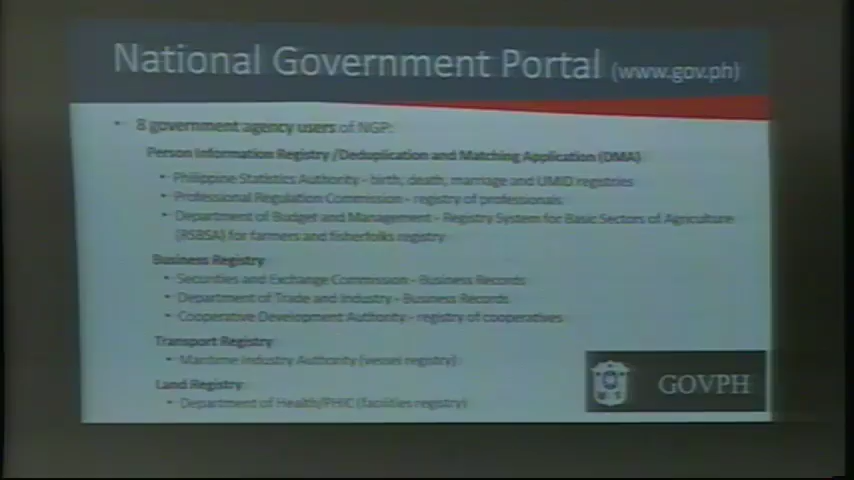 National Government Portal (www.gov.ph)
• 8 government agency users of NGP:
Person Information Registry /Deduplication and Matching Application (DMA)
• Philippine Statistics Authority - birth, death, marriage and UMID registries
• Professional Regulation Commission - registry of professionals
• Department of Budget and Management - Registry System for Basic Sectors of Agriculture
(RSBSA) for farmers and fisherfolks registry
Business Registry
• Securities and Exchange Commission - Business Records
• Department of Trade and Industry - Business Records
• Cooperative Development Authority - registry of cooperatives
Transport Registry
• Maritime Industry Authority (vessel registry)
Land Registry
• Department of Health/PHIC (facilities registry)
GOVPH